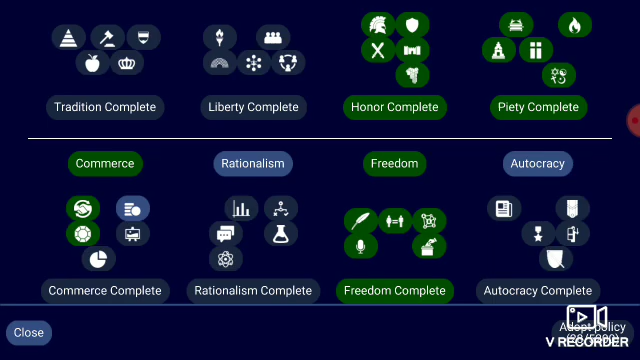 Tradition Complete
Liberty Complete
Honor Complete
Piety Complete
Commerce
Rationalism
Freedom
Autocracy
Commerce Complete
Rationalism Complete
Freedom Complete
Autocracy Complete
Close
Adopt policy
V RECORDER